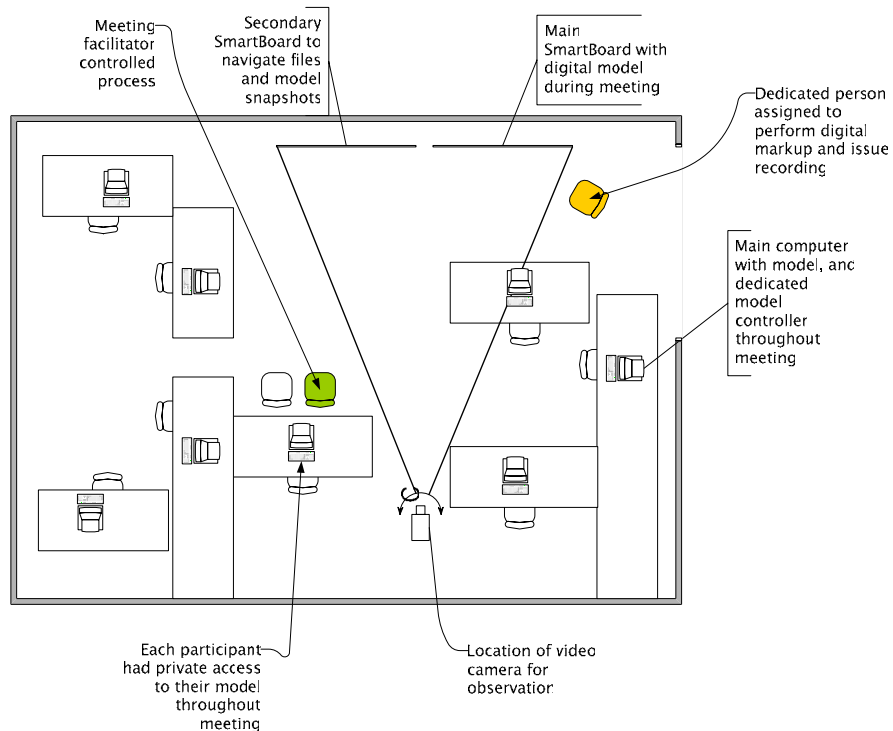 Meeting
facilitator
controlled
process
Secondary
SmartBoard to
navigate files
and model
snapshots
Main
SmartBoard with
digital model
during meeting
Dedicated person
assigned to
perform digital
markup and issue
recording
Main computer
with model, and
dedicated
model
controller
throughout
meeting
Each participant
had private access
to their model
throughout
meeting
Location of video
camera for
observation